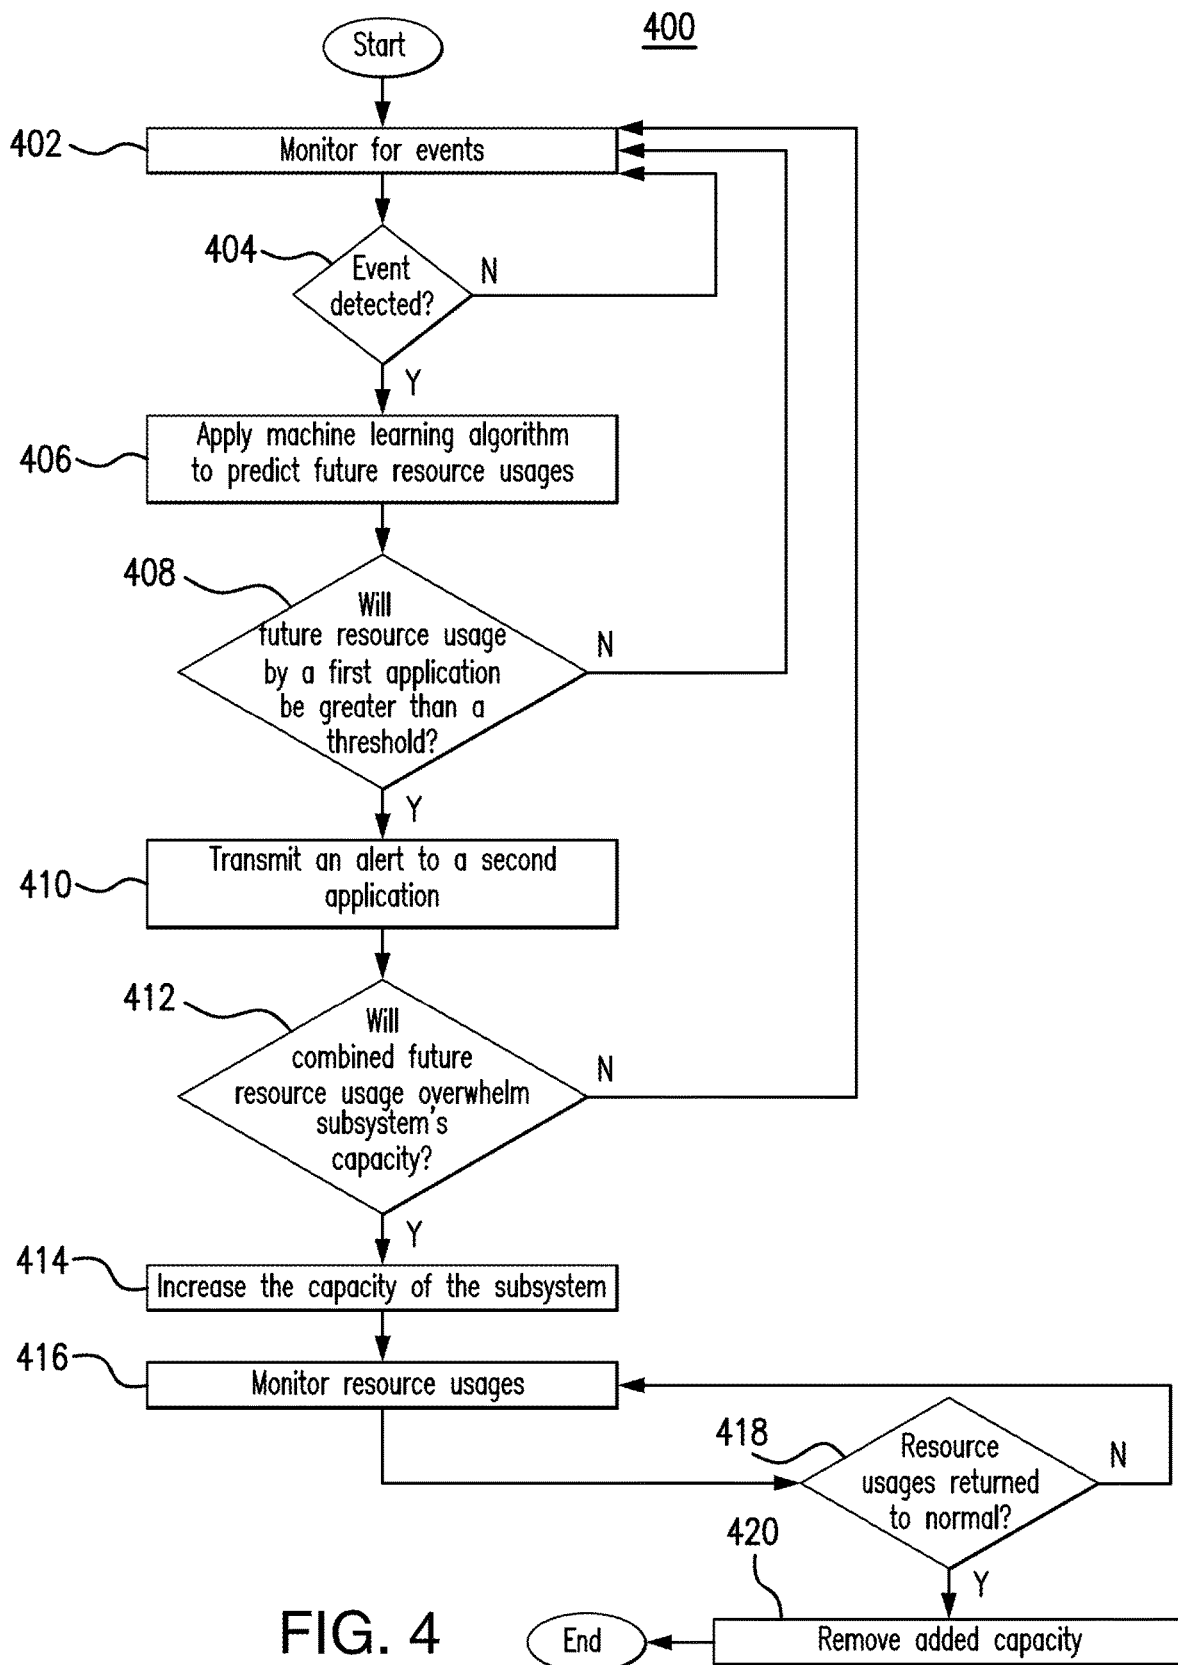 Start
400
402
Monitor for events
404
Event
detected?
N
Y
406
Apply machine learning algorithm
to predict future resource usages
408
Will
future resource usage
by a first application
be greater than a
threshold?
N
Y
410
Transmit an alert to a second
application
412
Will
combined future
resource usage overwhelm
subsystem's
capacity?
N
Y
414
Increase the capacity of the subsystem
416
Monitor resource usages
418
Resource
usages returned
to normal?
N
Y
420
Remove added capacity
End
FIG. 4